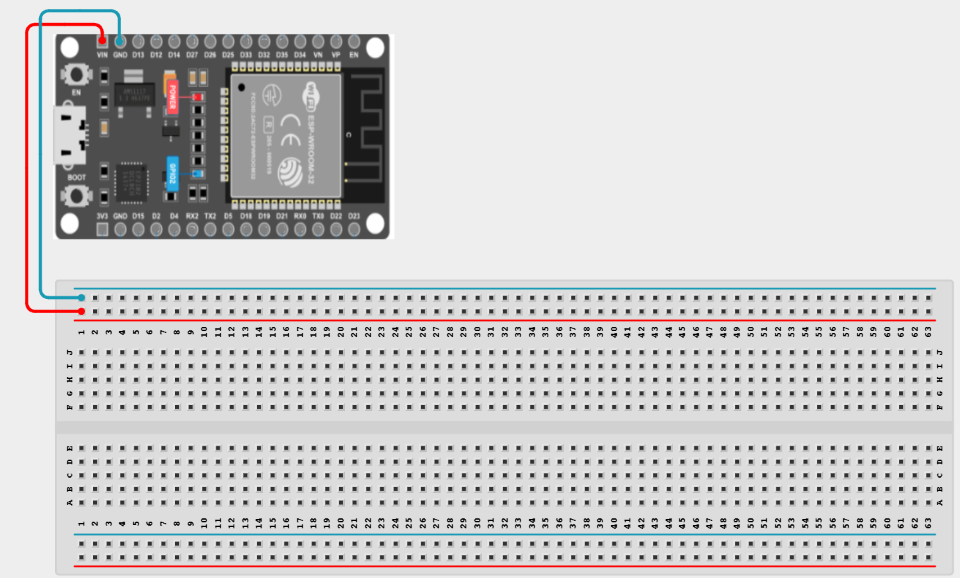 VIN GND D13 D12 D14 D27 D26 D25 D33 D32 D35 D34 VN VP EN
EN
POWER
WiFi
ESP-WROOM-32
CE
R
C
BOOT
GPIO2
3V3 GND D15 D2 D4 RX2 TX2 D5 D18 D19 D21 RX0 TX0 D22 D23
1 2 3 4 5 6 7 8 9 10 11 12 13 14 15 16 17 18 19 20 21 22 23 24 25 26 27 28 29 30 31 32 33 34 35 36 37 38 39 40 41 42 43 44 45 46 47 48 49 50 51 52 53 54 55 56 57 58 59 60 61 62 63
J J
I I
H H
G G
F F
E E
D D
C C
B B
A A
1 2 3 4 5 6 7 8 9 10 11 12 13 14 15 16 17 18 19 20 21 22 23 24 25 26 27 28 29 30 31 32 33 34 35 36 37 38 39 40 41 42 43 44 45 46 47 48 49 50 51 52 53 54 55 56 57 58 59 60 61 62 63